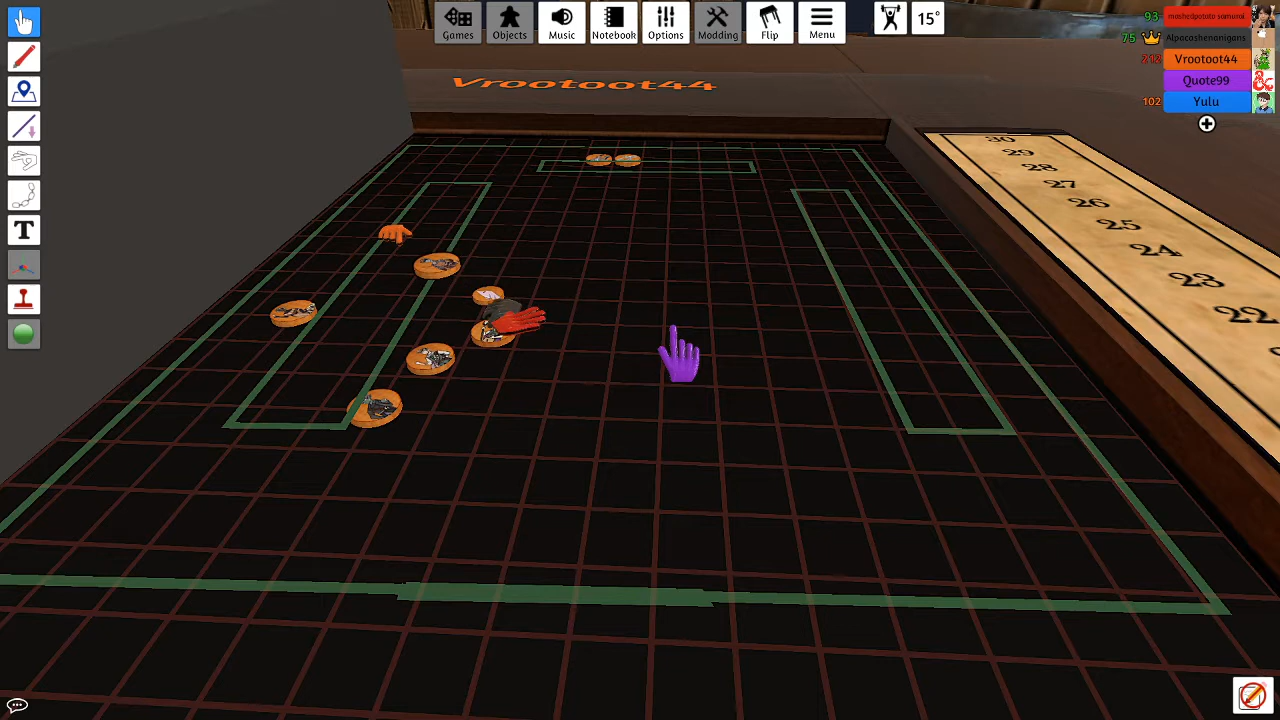 Games
Objects
Music
Notebook
Options
Modding
Flip
Menu
15°
93
mashedpotato samurai
75
Alpacashenanigans
212
Vrootoot44
Quote99
102
Yulu
Vrootoot44
T
30
29
28
27
26
25
24
23
22